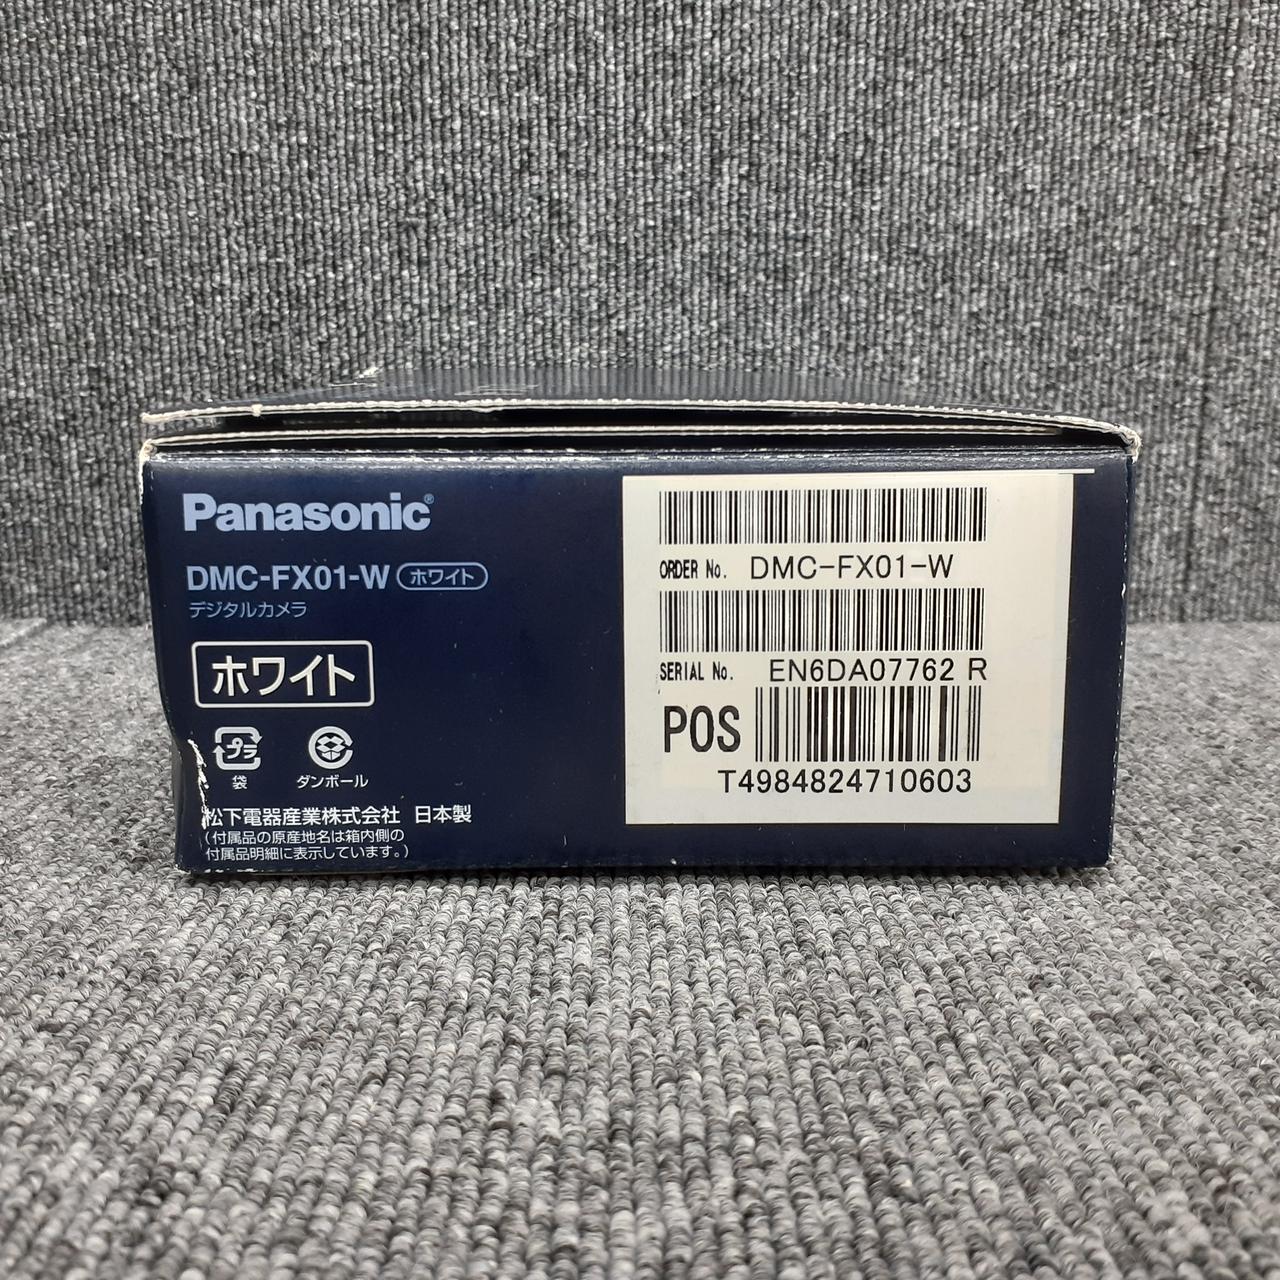 Panasonic®
DMC-FX01-W ホワイト
デジタルカメラ
ホワイト
プラ
袋
ダンボール
松下電器産業株式会社 日本製
(付属品の原産地名は箱内側の
付属品明細に表示しています。)
ORDER No. DMC-FX01-W
SERIAL No. EN6DA07762 R
POS
T4984824710603